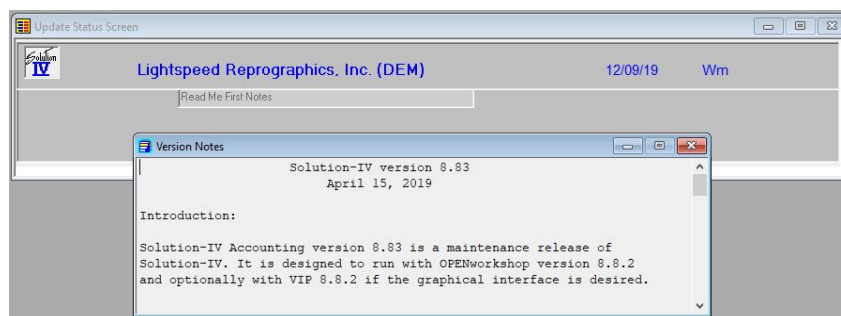 Update Status Screen
Solution
IV
Lightspeed Reprographics, Inc. (DEM) 12/09/19 Wm
Read Me First Notes
Version Notes
Solution-IV version 8.83
April 15, 2019
Introduction:
Solution-IV Accounting version 8.83 is a maintenance release of
Solution-IV. It is designed to run with OPENworkshop version 8.8.2
and optionally with VIP 8.8.2 if the graphical interface is desired.